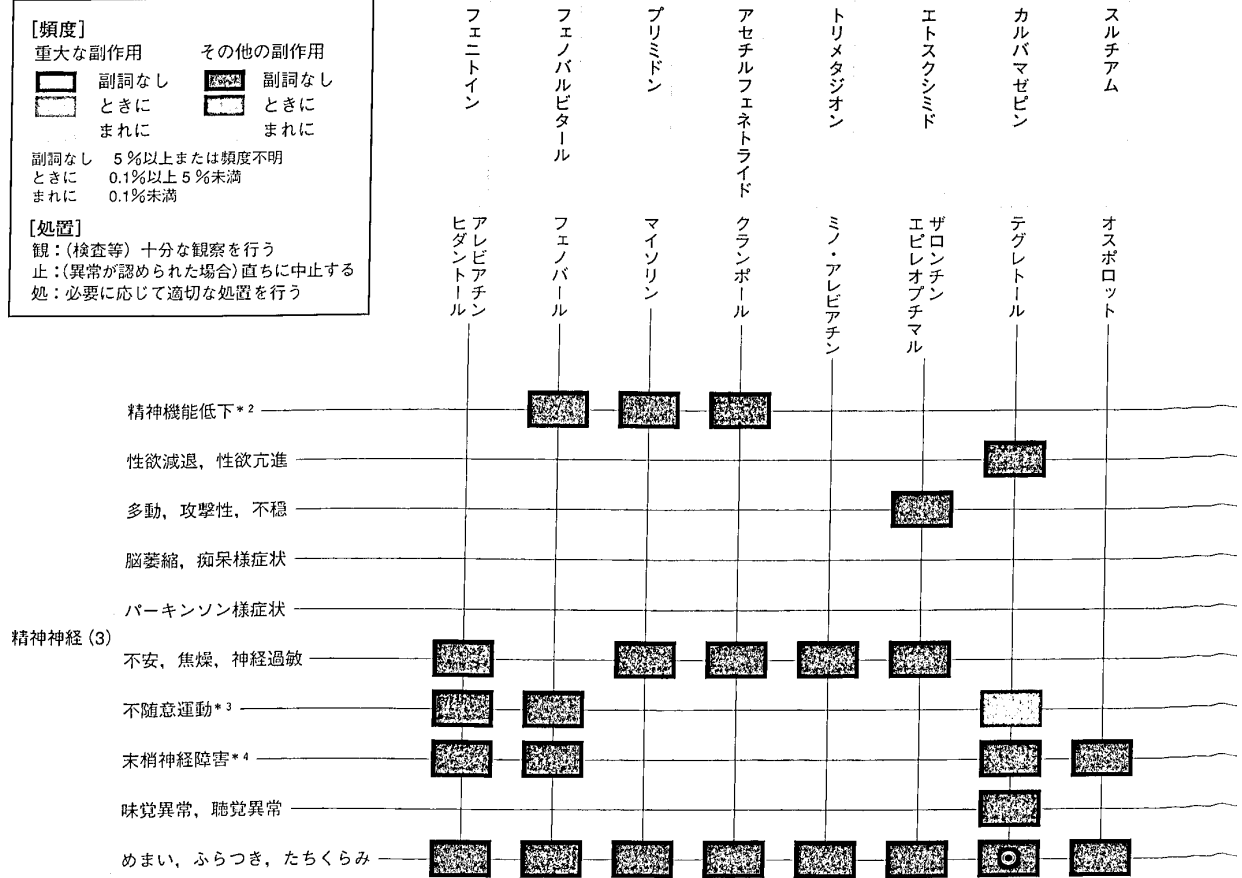 [頻度]
重大な副作用 その他の副作用
副詞なし 副詞なし
ときに ときに
まれに まれに
副詞なし 5%以上または頻度不明
ときに 0.1%以上5%未満
まれに 0.1%未満
[処置]
観:(検査等)十分な観察を行う
止:(異常が認められた場合)直ちに中止する
処:必要に応じて適切な処置を行う
フェニトイン
フェノバルビタール
プリミドン
アセチルフェネトライド
トリメタジオン
エトスクシミド
カルバマゼピン
スルチアム
アレビアチン
ヒダントール
フェノバール
マイソリン
クランポール
ミノ・アレビアチン
ザロンチン
エピレオプチマル
テグレトール
オスポロット
精神神経(3)
精神機能低下*2
性欲減退,性欲亢進
多動,攻撃性,不穏
脳萎縮,痴呆様症状
パーキンソン様症状
不安,焦燥,神経過敏
不随意運動*3
末梢神経障害*4
味覚異常,聴覚異常
めまい,ふらつき,たちくらみ